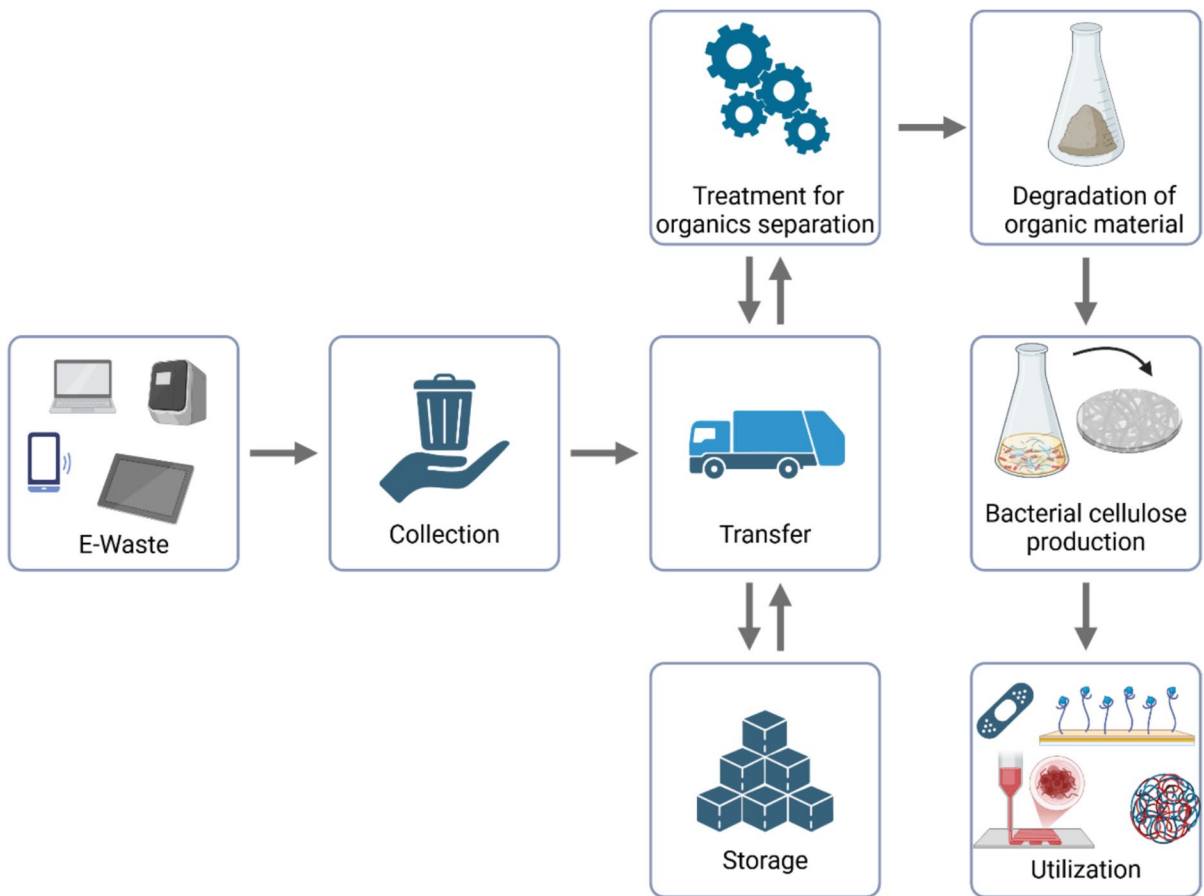 Treatment for
organics separation
Degradation of
organic material
E-Waste
Collection
Transfer
Bacterial cellulose
production
Storage
Utilization